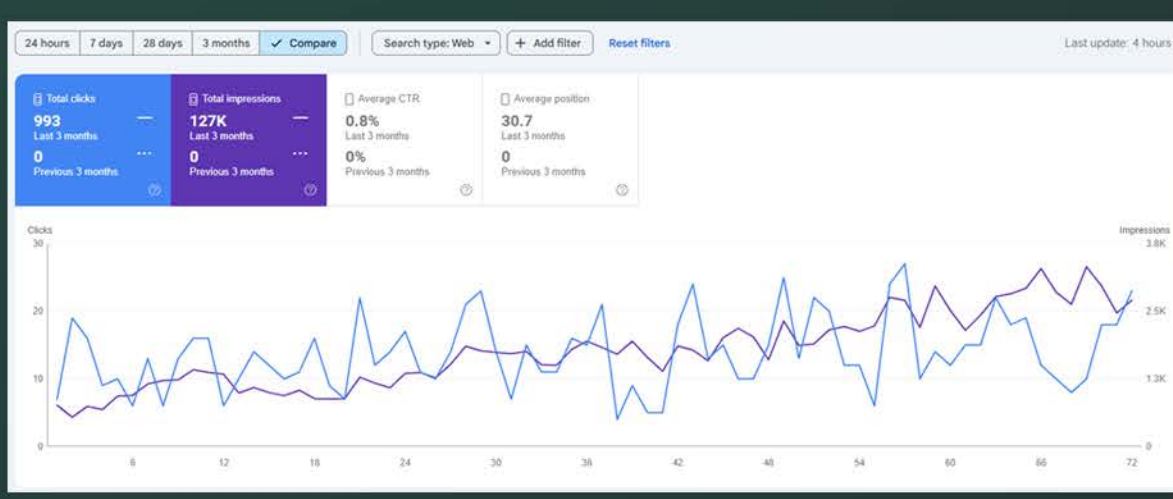 24 hours 7 days 28 days 3 months Compare Search type: Web + Add filter Reset filters Last update: 4 hours
Total clicks
993
Last 3 months
0
Previous 3 months
Total impressions
127K
Last 3 months
0
Previous 3 months
Average CTR
0.8%
Last 3 months
0%
Previous 3 months
Average position
30.7
Last 3 months
0
Previous 3 months
Clicks Impressions
30 3.8K
20 2.5K
10 1.3K
0 0
6 12 18 24 30 36 42 48 54 60 66 72